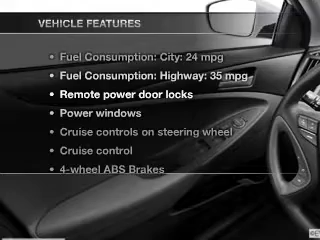 VEHICLE FEATURES
• Fuel Consumption: City: 24 mpg
• Fuel Consumption: Highway: 35 mpg
• Remote power door locks
• Power windows
• Cruise controls on steering wheel
• Cruise control
• 4-wheel ABS Brakes